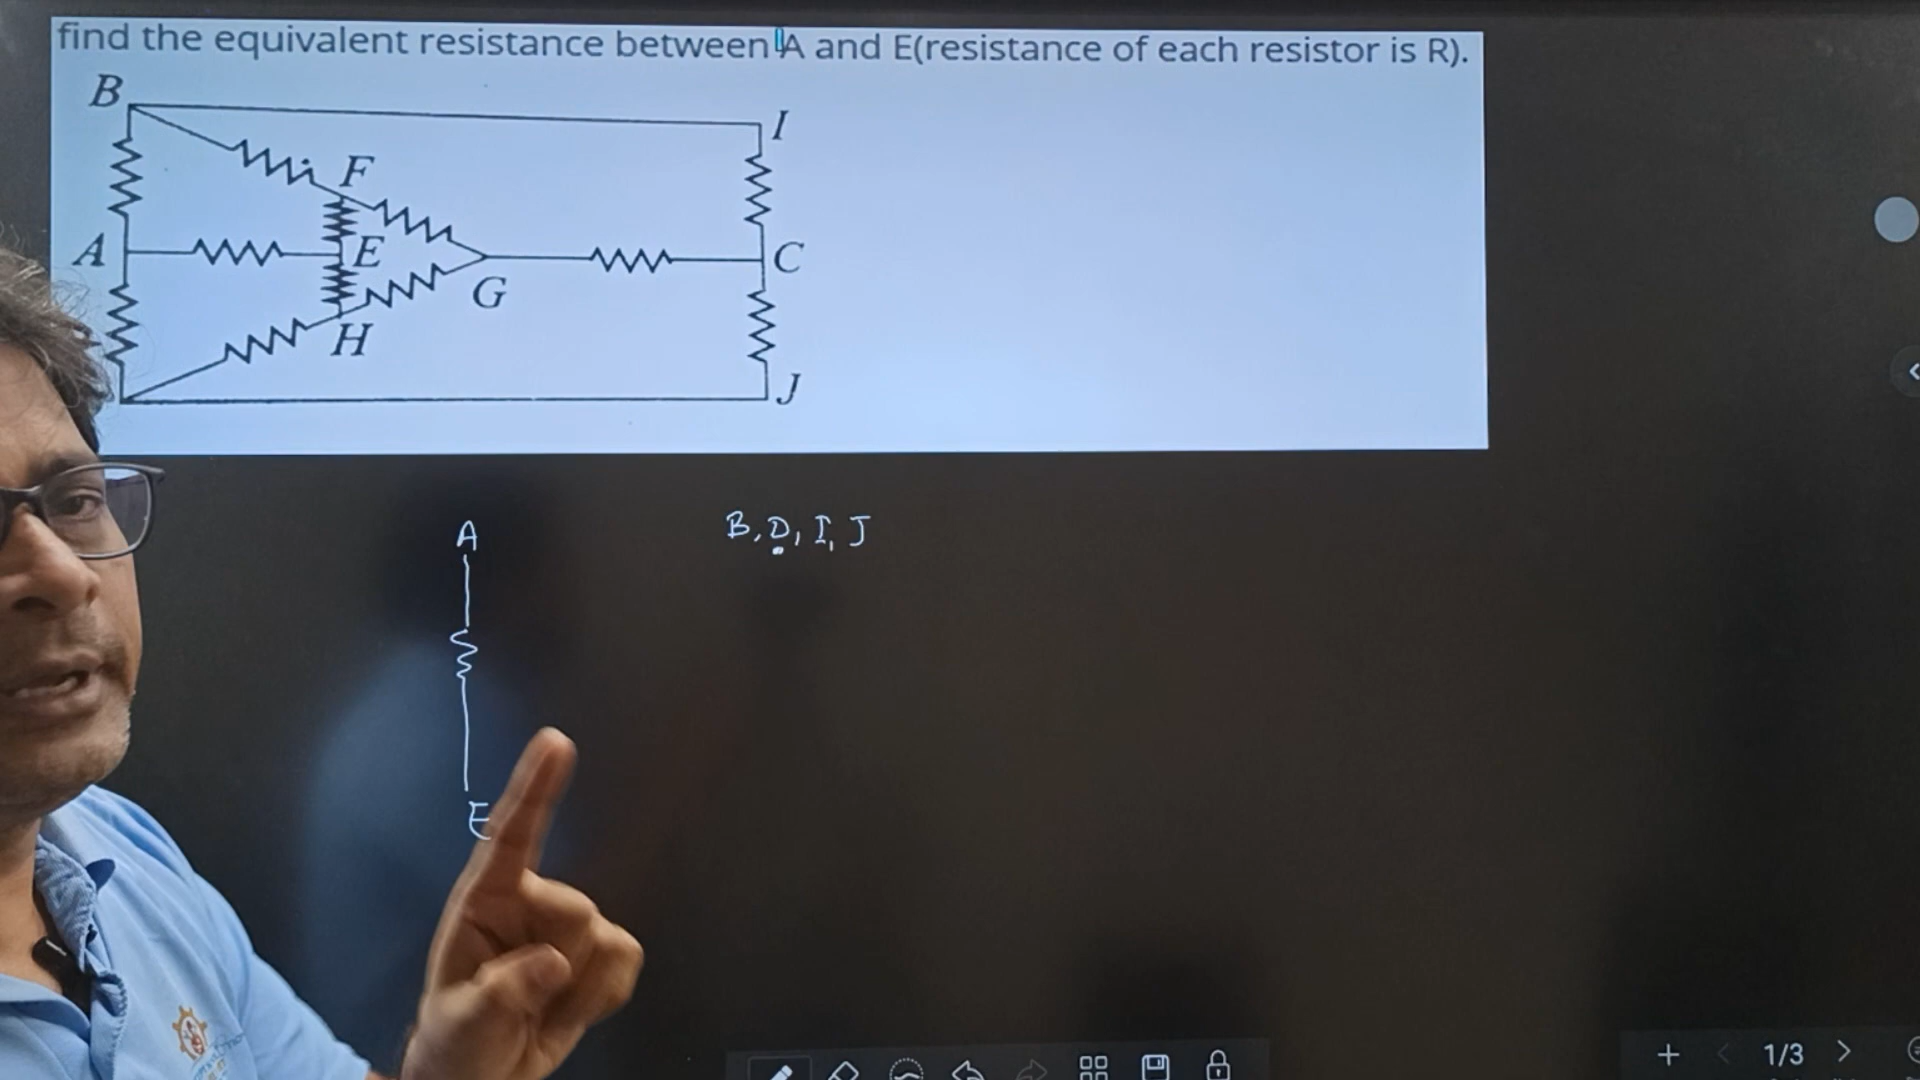 find the equivalent resistance between A and E(resistance of each resistor is R).
B
I
F
A
E
C
G
H
J
A
B, D, I, J
E
1/3